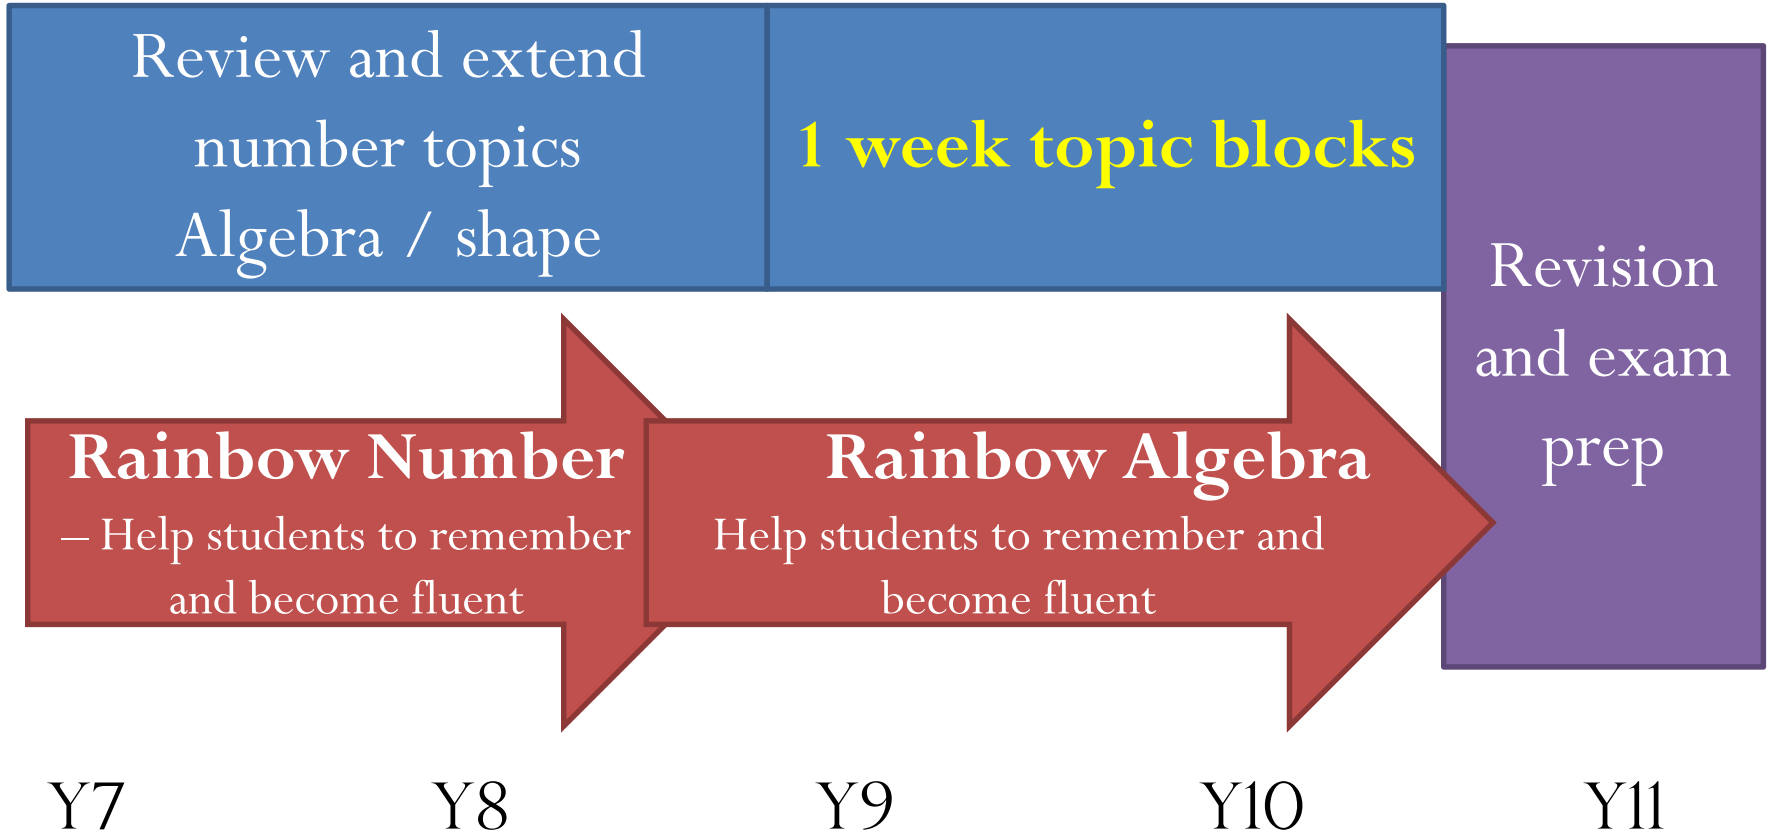 Review and extend
number topics
Algebra / shape
1 week topic blocks
Revision
and exam
prep
Rainbow Number
– Help students to remember
and become fluent
Rainbow Algebra
Help students to remember and
become fluent
Y7 Y8 Y9 Y10 Y11